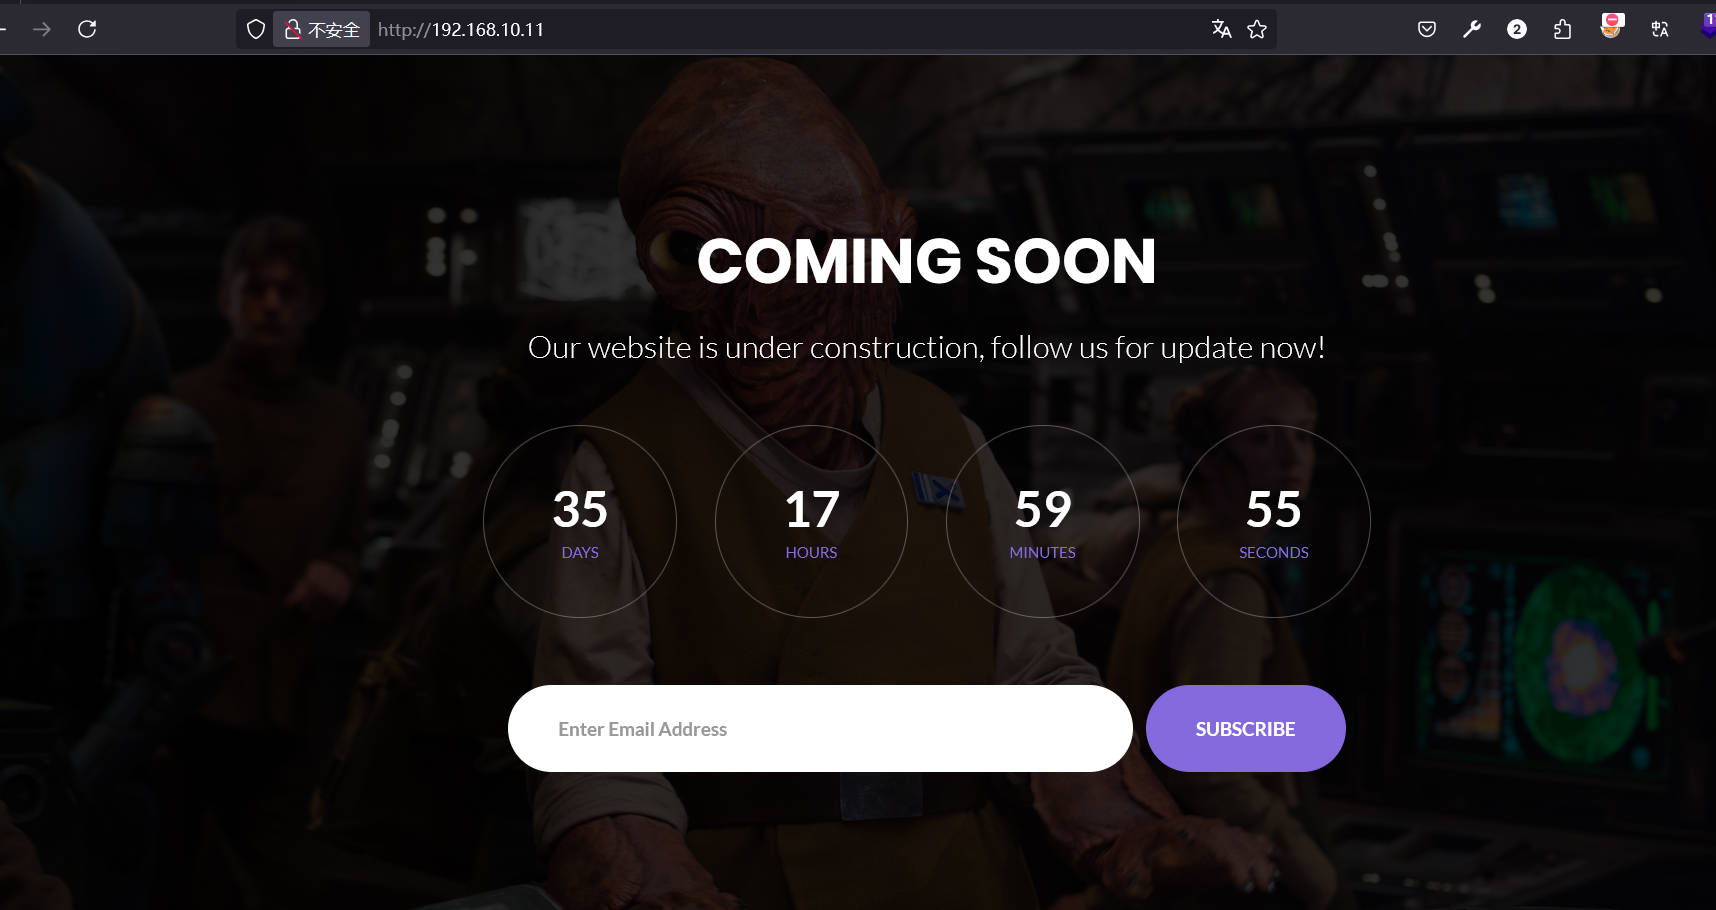 不安全 http://192.168.10.11
2
COMING SOON
Our website is under construction, follow us for update now!
35 17 59 55
DAYS HOURS MINUTES SECONDS
Enter Email Address SUBSCRIBE